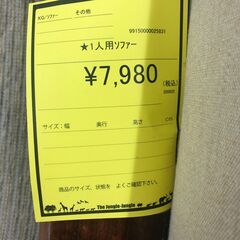 KG/ソファー その他
99150000025831
★1人用ソファー
¥7,980 (税込)
サイズ：幅 奥行 高さ cm
商品のサイズ、状態を よくご確認下さい。
The Jungle-Jungle